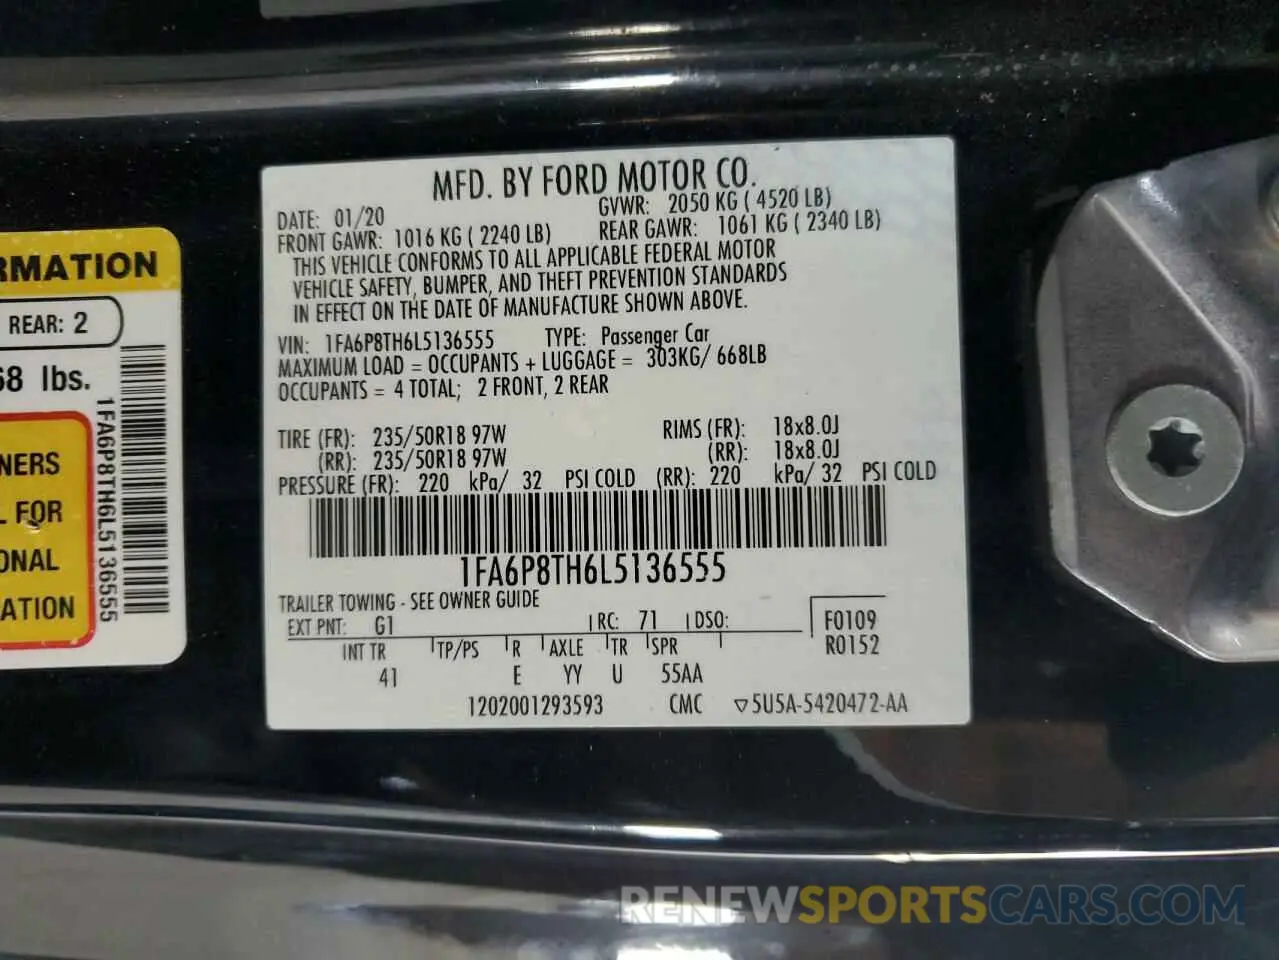 MFD. BY FORD MOTOR CO.
DATE: 01/20 GVWR: 2050 KG ( 4520 LB)
FRONT GAWR: 1016 KG ( 2240 LB) REAR GAWR: 1061 KG ( 2340 LB)
THIS VEHICLE CONFORMS TO ALL APPLICABLE FEDERAL MOTOR
VEHICLE SAFETY, BUMPER, AND THEFT PREVENTION STANDARDS
IN EFFECT ON THE DATE OF MANUFACTURE SHOWN ABOVE.
VIN: 1FA6P8TH6L5136555 TYPE: Passenger Car
MAXIMUM LOAD = OCCUPANTS + LUGGAGE = 303KG/ 668LB
OCCUPANTS = 4 TOTAL; 2 FRONT, 2 REAR
TIRE (FR): 235/50R18 97W RIMS (FR): 18x8.0J
(RR): 235/50R18 97W (RR): 18x8.0J
PRESSURE (FR): 220 kPa/ 32 PSI COLD (RR): 220 kPa/ 32 PSI COLD
1FA6P8TH6L5136555
TRAILER TOWING - SEE OWNER GUIDE
EXT PNT: G1 RC: 71 DSO: F0109
R0152
INT TR TP/PS R AXLE TR SPR
41 E YY U 55AA
1202001293593 CMC ▽5U5A-5420472-AA
RMATION
REAR: 2
68 lbs.
NERS
L FOR
ONAL
ATION
1FA6P8TH6L5136555
RENEWSPORTSCARS.COM